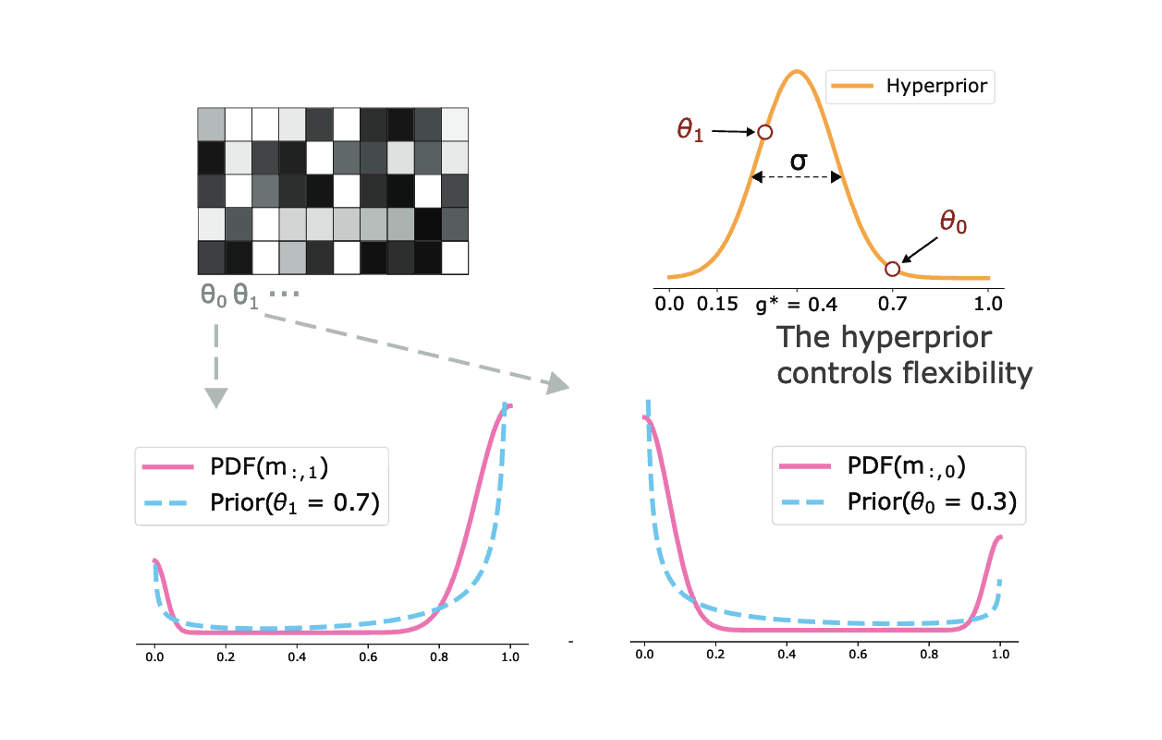 Hyperprior
θ₁
σ
θ₀
0.0 0.15 g* = 0.4 0.7 1.0
The hyperprior
controls flexibility
θ₀ θ₁ ...
PDF(m:,1)
Prior(θ₁ = 0.7)
0.0 0.2 0.4 0.6 0.8 1.0
PDF(m:,0)
Prior(θ₀ = 0.3)
0.0 0.2 0.4 0.6 0.8 1.0